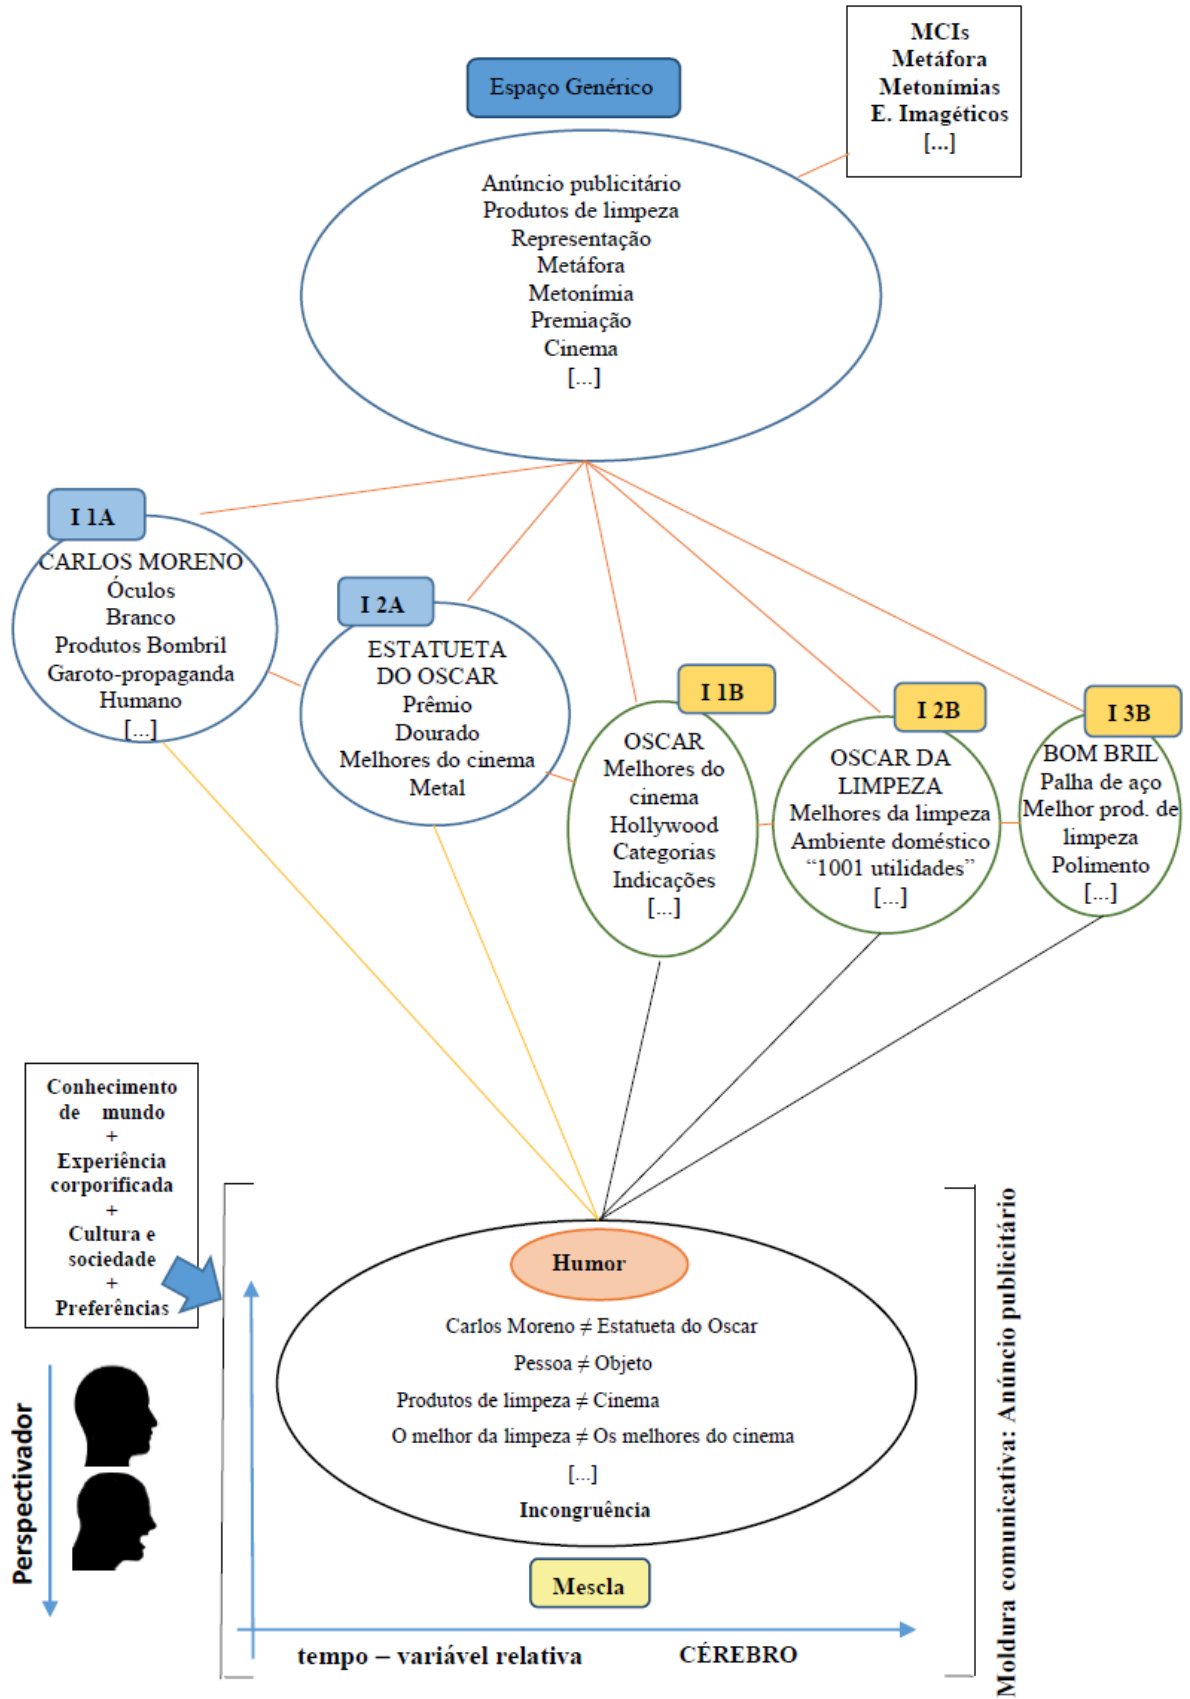 MCIs
Metáfora
Metonímias
E. Imagéticos
[...]
Espaço Genérico
Anúncio publicitário
Produtos de limpeza
Representação
Metáfora
Metonímia
Premiação
Cinema
[...]
I 1A
CARLOS MORENO
Óculos
Branco
Produtos Bombril
Garoto-propaganda
Humano
[...]
I 2A
ESTATUETA
DO OSCAR
Prêmio
Dourado
Melhores do cinema
Metal
I 1B
OSCAR
Melhores do
cinema
Hollywood
Categorias
Indicações
[...]
I 2B
OSCAR DA
LIMPEZA
Melhores da limpeza
Ambiente doméstico
“1001 utilidades”
[...]
I 3B
BOM BRIL
Palha de aço
Melhor prod. de
limpeza
Polimento
[...]
Conhecimento
de mundo
+
Experiência
corporificada
+
Cultura e
sociedade
+
Preferências
Perspectivador
Humor
Carlos Moreno ≠ Estatueta do Oscar
Pessoa ≠ Objeto
Produtos de limpeza ≠ Cinema
O melhor da limpeza ≠ Os melhores do cinema
[...]
Incongruência
Mescla
tempo – variável relativa
CÉREBRO
Moldura comunicativa: Anúncio publicitário